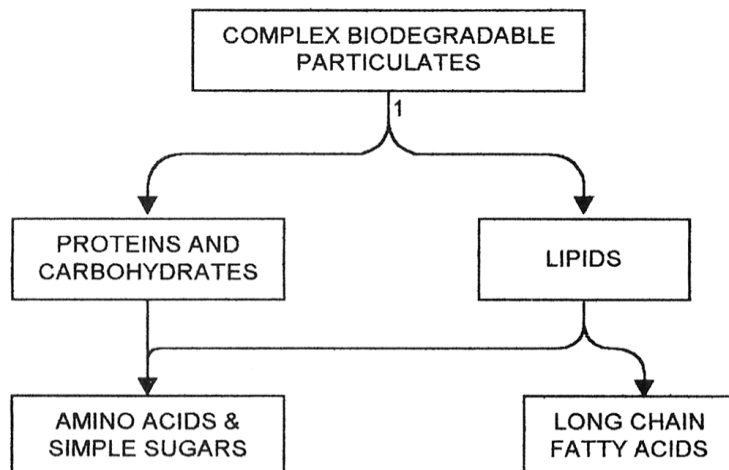 COMPLEX BIODEGRADABLE
PARTICULATES
1
PROTEINS AND
CARBOHYDRATES
LIPIDS
AMINO ACIDS &
SIMPLE SUGARS
LONG CHAIN
FATTY ACIDS